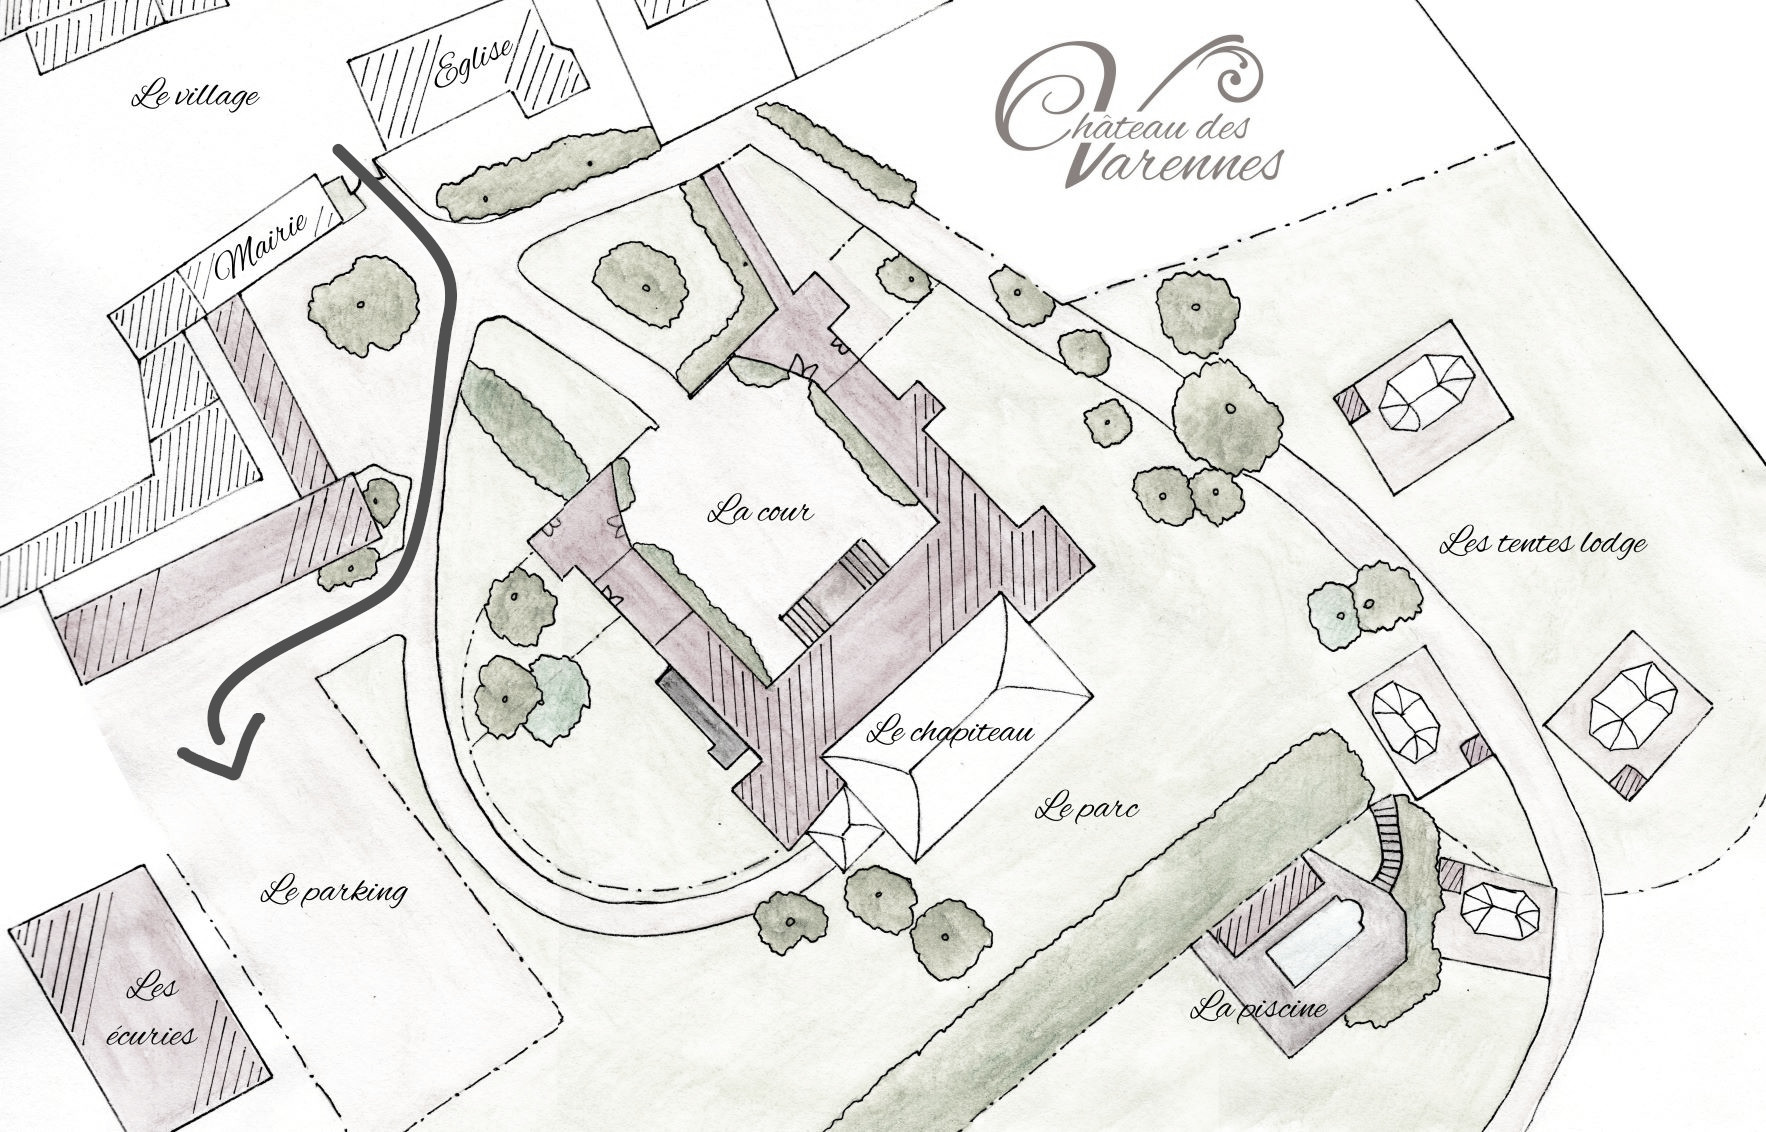 Le village
Eglise
Château des
Varennes
Mairie
La cour
Les tentes lodge
Le chapiteau
Le parc
Le parking
Les
écuries
La piscine